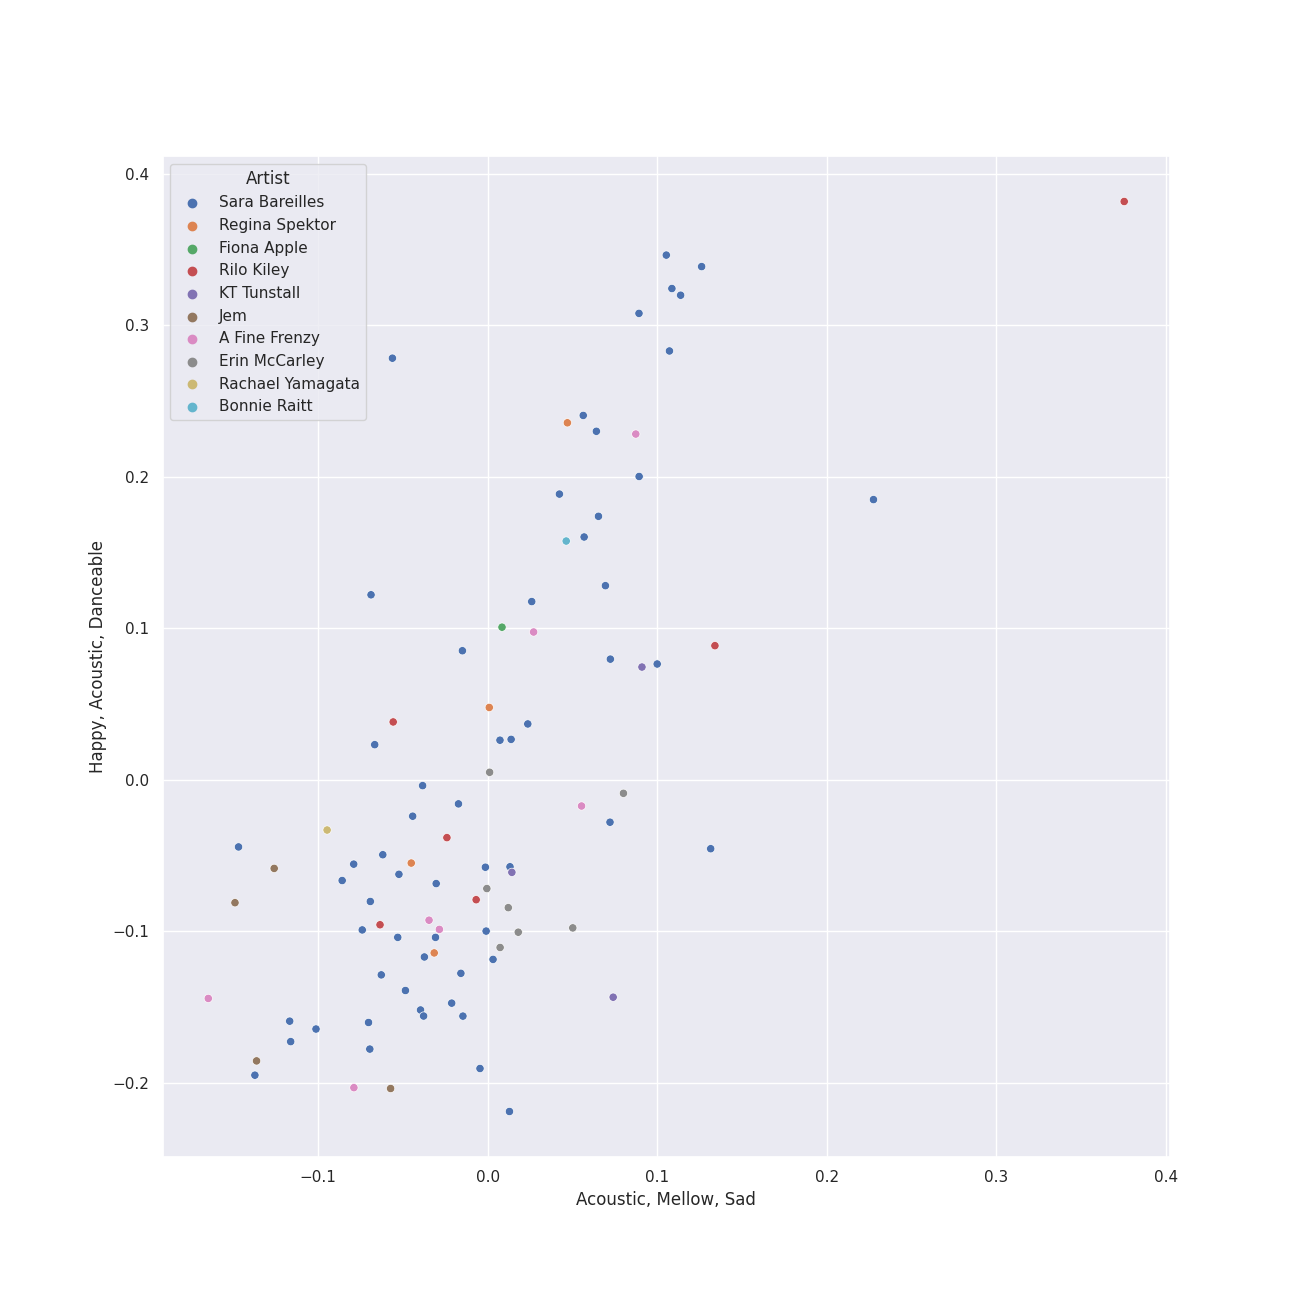 Artist
Sara Bareilles
Regina Spektor
Fiona Apple
Rilo Kiley
KT Tunstall
Jem
A Fine Frenzy
Erin McCarley
Rachael Yamagata
Bonnie Raitt
Happy, Acoustic, Danceable
0.4
0.3
0.2
0.1
0.0
−0.1
−0.2
−0.1 0.0 0.1 0.2 0.3 0.4
Acoustic, Mellow, Sad